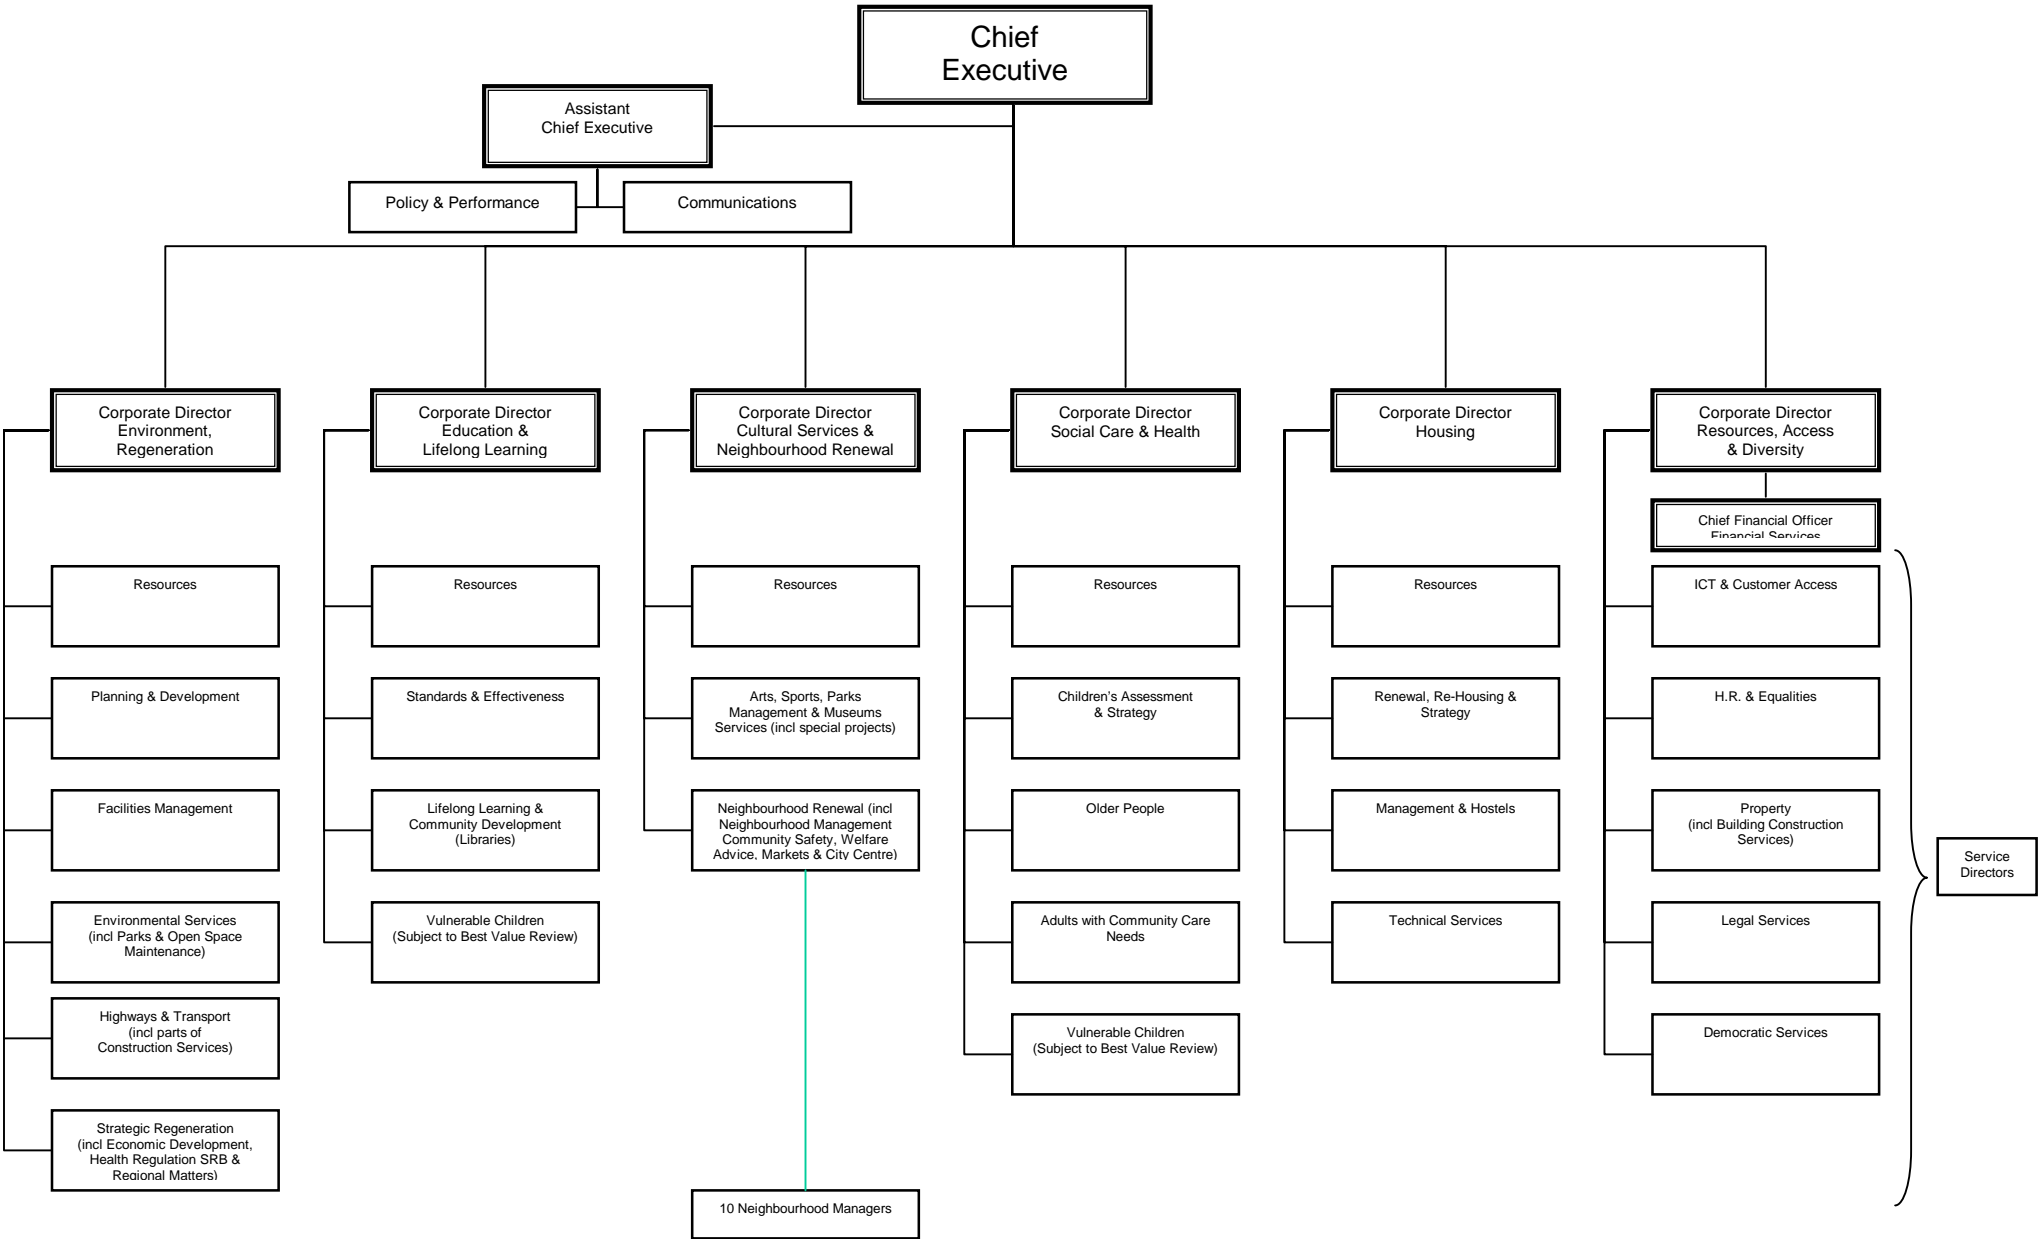 Chief
Executive
Assistant
Chief Executive
Policy & Performance
Communications
Corporate Director
Environment,
Regeneration
Corporate Director
Education &
Lifelong Learning
Corporate Director
Cultural Services &
Neighbourhood Renewal
Corporate Director
Social Care & Health
Corporate Director
Housing
Corporate Director
Resources, Access
& Diversity
Chief Financial Officer
Financial Services
Resources
Resources
Resources
Resources
Resources
ICT & Customer Access
Planning & Development
Standards & Effectiveness
Arts, Sports, Parks
Management & Museums
Services (incl special projects)
Children's Assessment
& Strategy
Renewal, Re-Housing &
Strategy
H.R. & Equalities
Facilities Management
Lifelong Learning &
Community Development
(Libraries)
Neighbourhood Renewal (incl
Neighbourhood Management
Community Safety, Welfare
Advice, Markets & City Centre)
Older People
Management & Hostels
Property
(incl Building Construction
Services)
Service
Directors
Environmental Services
(incl Parks & Open Space
Maintenance)
Vulnerable Children
(Subject to Best Value Review)
Adults with Community Care
Needs
Technical Services
Legal Services
Highways & Transport
(incl parts of
Construction Services)
Vulnerable Children
(Subject to Best Value Review)
Democratic Services
Strategic Regeneration
(incl Economic Development,
Health Regulation SRB &
Regional Matters)
10 Neighbourhood Managers